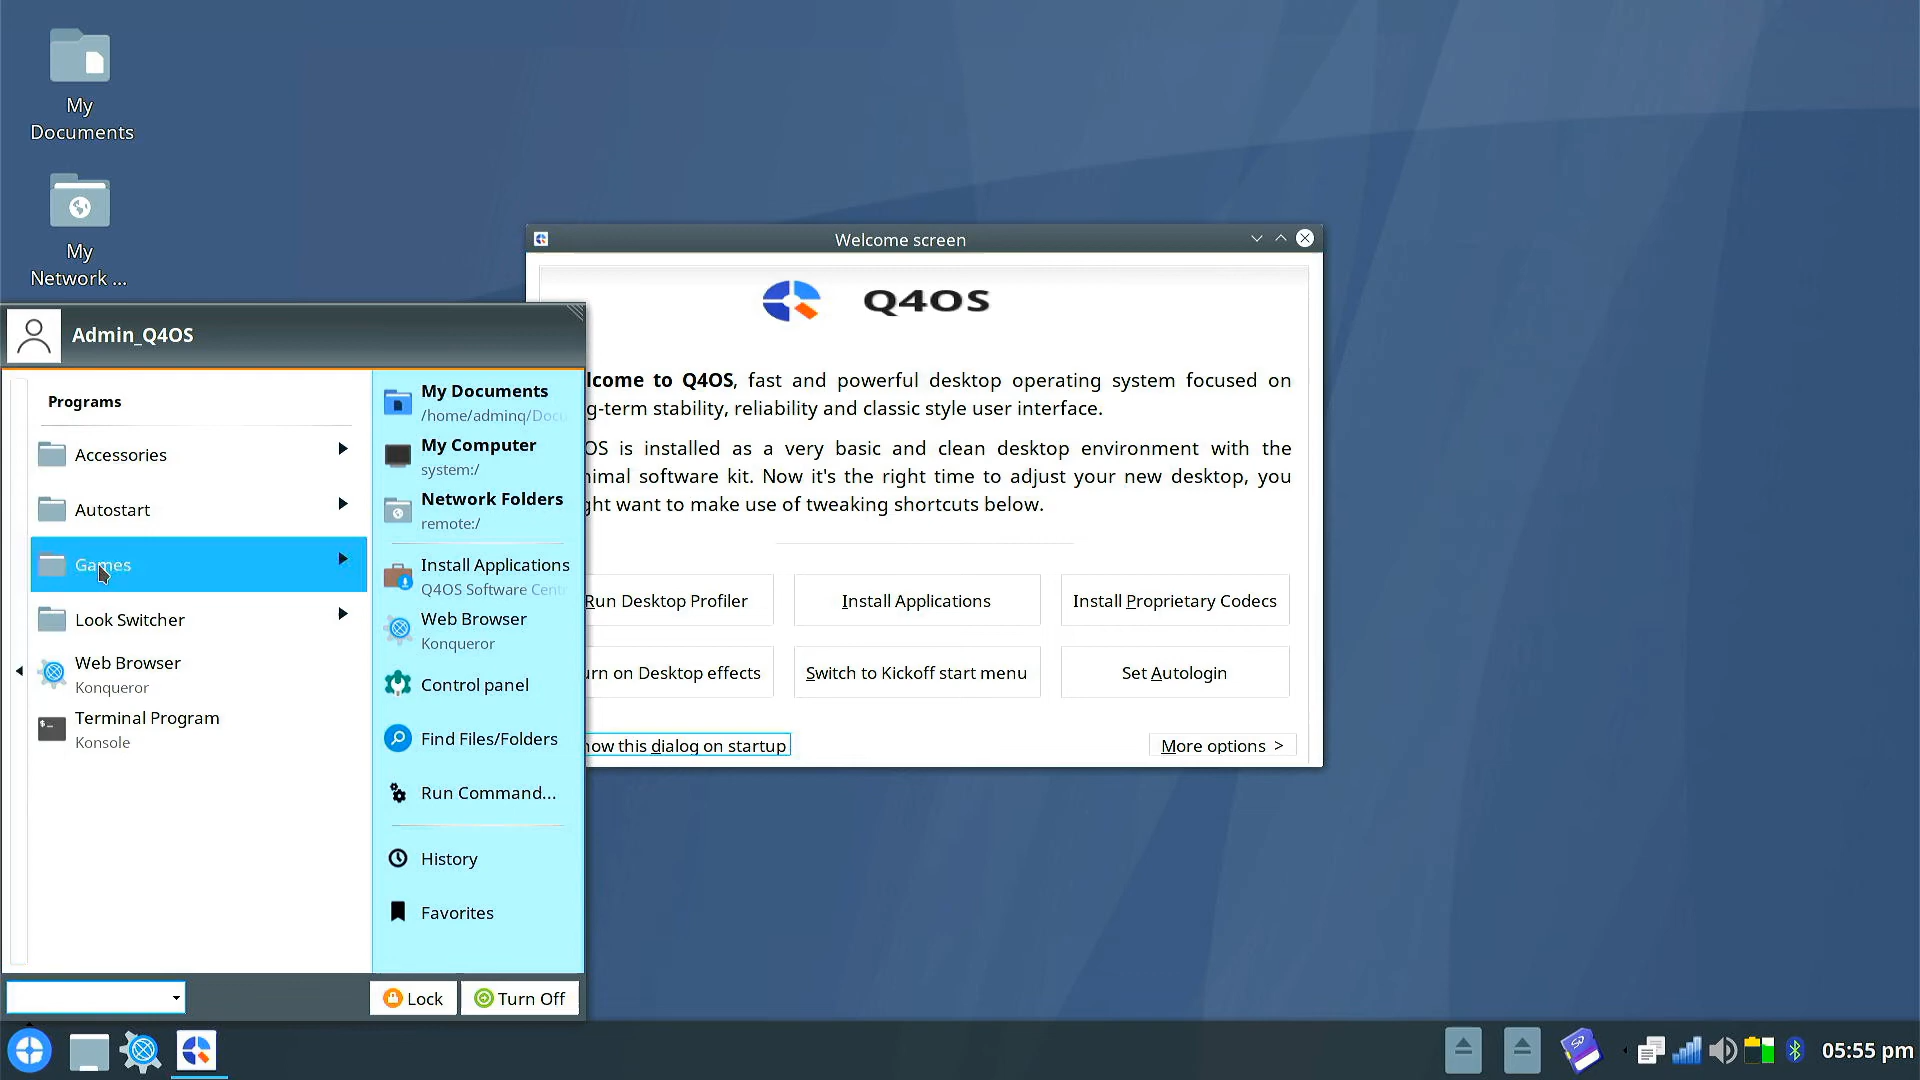 My
Documents
My
Network ...
Welcome screen
Q4OS
Admin_Q4OS
Programs
Accessories
Autostart
Games
Look Switcher
Web Browser
Konqueror
Terminal Program
Konsole
My Documents
/home/adminq/Docu
My Computer
system:/
Network Folders
remote:/
Install Applications
Q4OS Software Cent
Web Browser
Konqueror
Control panel
Find Files/Folders
Run Command...
History
Favorites
Lock
Turn Off
lcome to Q4OS, fast and powerful desktop operating system focused on
g-term stability, reliability and classic style user interface.
OS is installed as a very basic and clean desktop environment with the
nimal software kit. Now it's the right time to adjust your new desktop, you
ght want to make use of tweaking shortcuts below.
Run Desktop Profiler
Install Applications
Install Proprietary Codecs
urn on Desktop effects
Switch to Kickoff start menu
Set Autologin
how this dialog on startup
More options >
05:55 pm